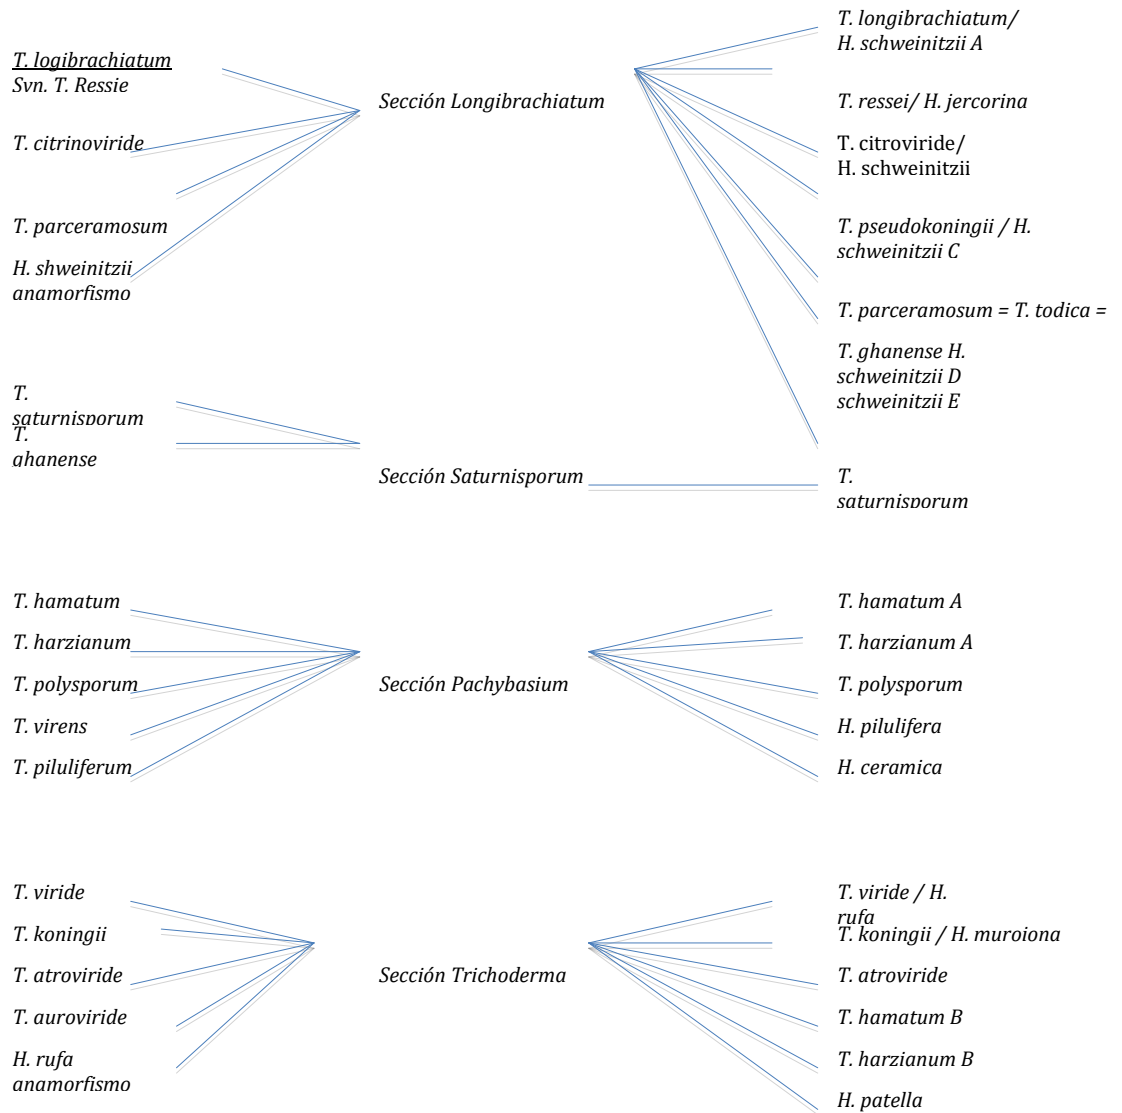 T. logibrachiatum
Svn. T. Ressie
T. citrinoviride
T. parceramosum
H. shweinitzii
anamorfismo
Sección Longibrachiatum
T. longibrachiatum/
H. schweinitzii A
T. ressei/ H. jercorina
T. citroviride/
H. schweinitzii
T. pseudokoningii / H.
schweinitzii C
T. parceramosum = T. todica =
T. ghanense H.
schweinitzii D
schweinitzii E
T.
saturnisporum
T.
ghanense
Sección Saturnisporum
T.
saturnisporum
T. hamatum
T. harzianum
T. polysporum
T. virens
T. piluliferum
Sección Pachybasium
T. hamatum A
T. harzianum A
T. polysporum
H. pilulifera
H. ceramica
T. viride
T. koningii
T. atroviride
T. auroviride
H. rufa
anamorfismo
Sección Trichoderma
T. viride / H.
rufa
T. koningii / H. muroiona
T. atroviride
T. hamatum B
T. harzianum B
H. patella